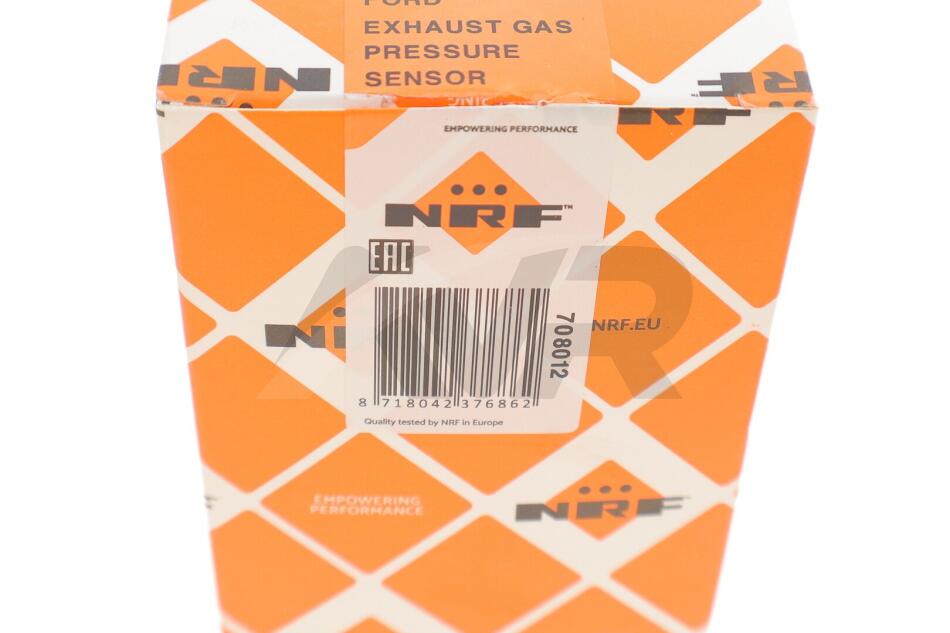 FORD
EXHAUST GAS
PRESSURE
SENSOR
NRF
NRF
EMPOWERING PERFORMANCE
NRF™
EAC
708012
8 718042 376862
Quality tested by NRF in Europe
NRF.EU
EMPOWERING
PERFORMANCE
NRF